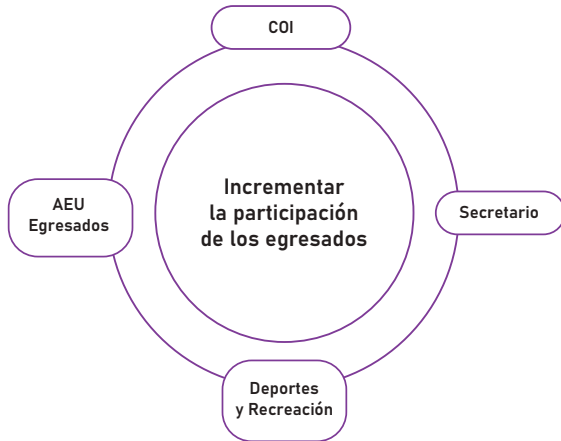 COI
AEU
Egresados
Incrementar
la participación
de los egresados
Secretario
Deportes
y Recreación